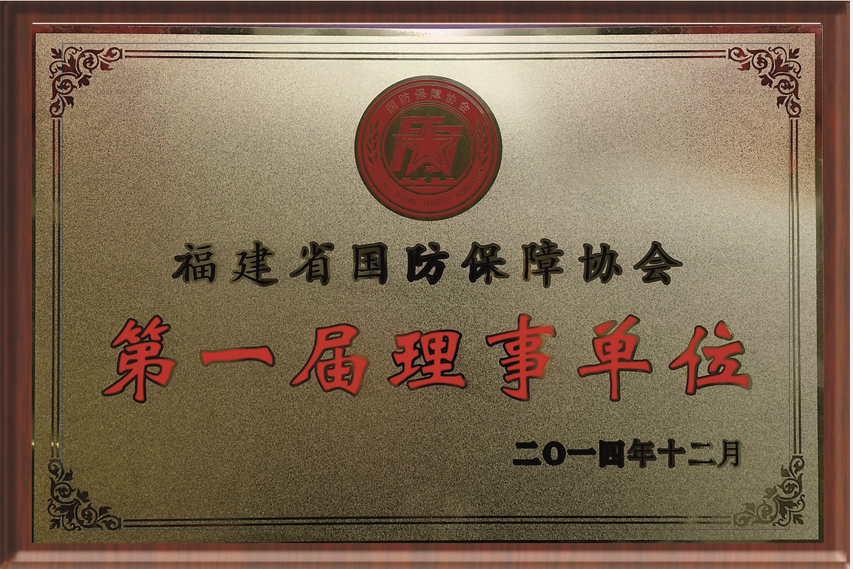 国防保障协会
福建省国防保障协会
第一届理事单位
二〇一四年十二月